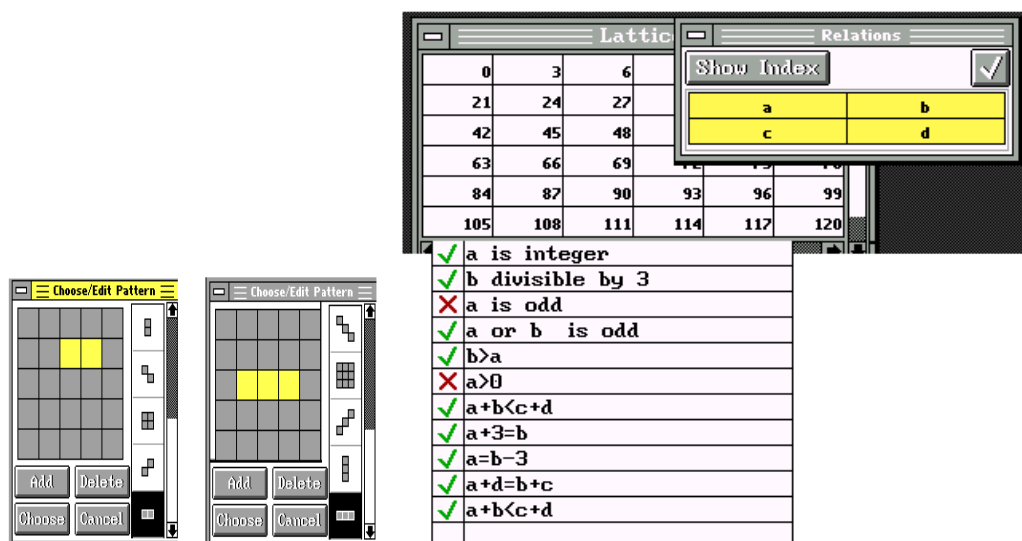 Lattic
Relations
Show Index
a b
c d
0 3 6
21 24 27
42 45 48
63 66 69
84 87 90 93 96 99
105 108 111 114 117 120
a is integer
b divisible by 3
a is odd
a or b is odd
b>a
a>0
a+b<c+d
a+3=b
a=b-3
a+d=b+c
a+b<c+d
Choose/Edit Pattern
Add Delete
Choose Cancel
Choose/Edit Pattern
Add Delete
Choose Cancel